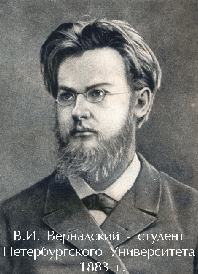 В.И. Вернадский - студент
Петербургского Университета
1883 г.